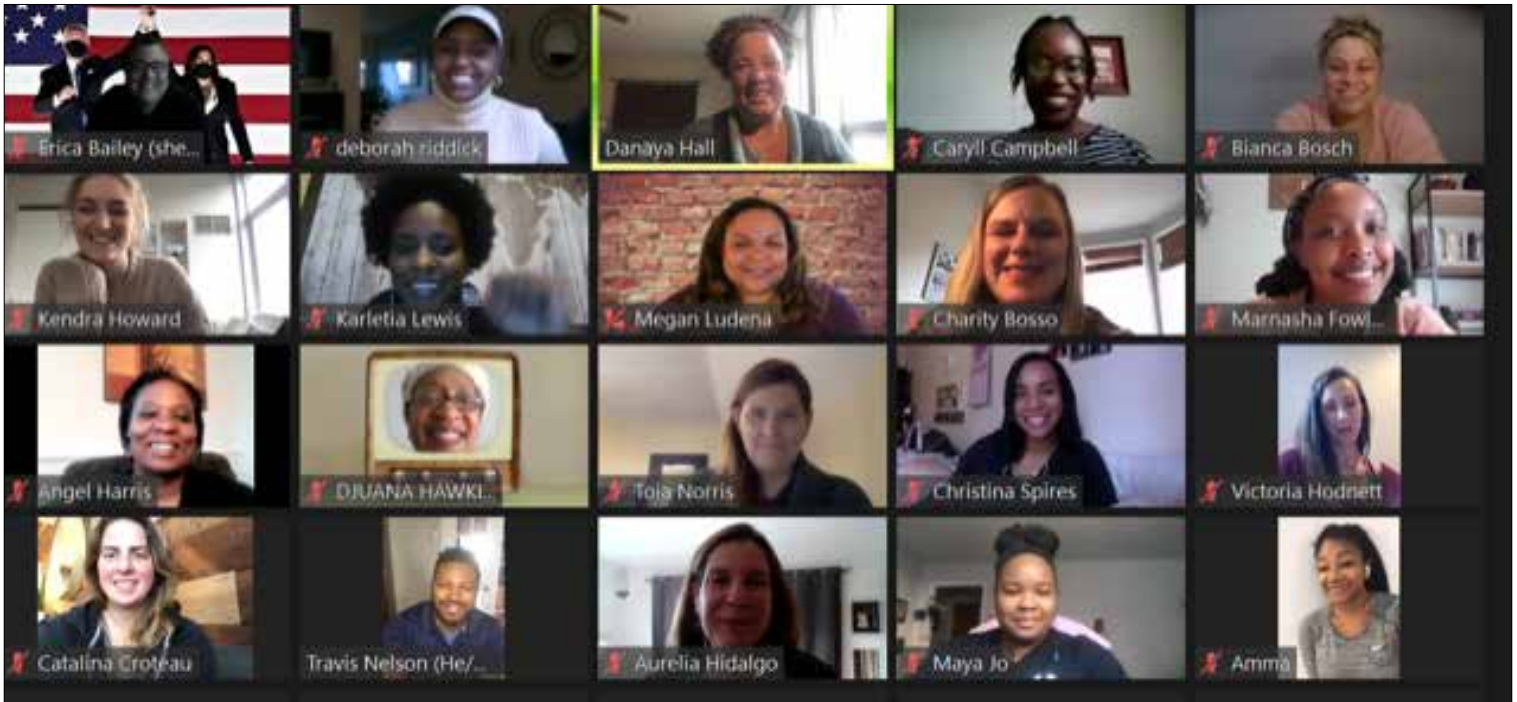 Erica Bailey (she...
deborah riddick
Danaya Hall
Caryll Campbell
Bianca Bosch
Kendra Howard
Karletia Lewis
Megan Ludena
Charity Bosso
Marnasha Fowl...
Angel Harris
DJUANA HAWKI...
Toja Norris
Christina Spires
Victoria Hodnett
Catalina Croteau
Travis Nelson (He/...
Aurelia Hidalgo
Maya Jo
Amma